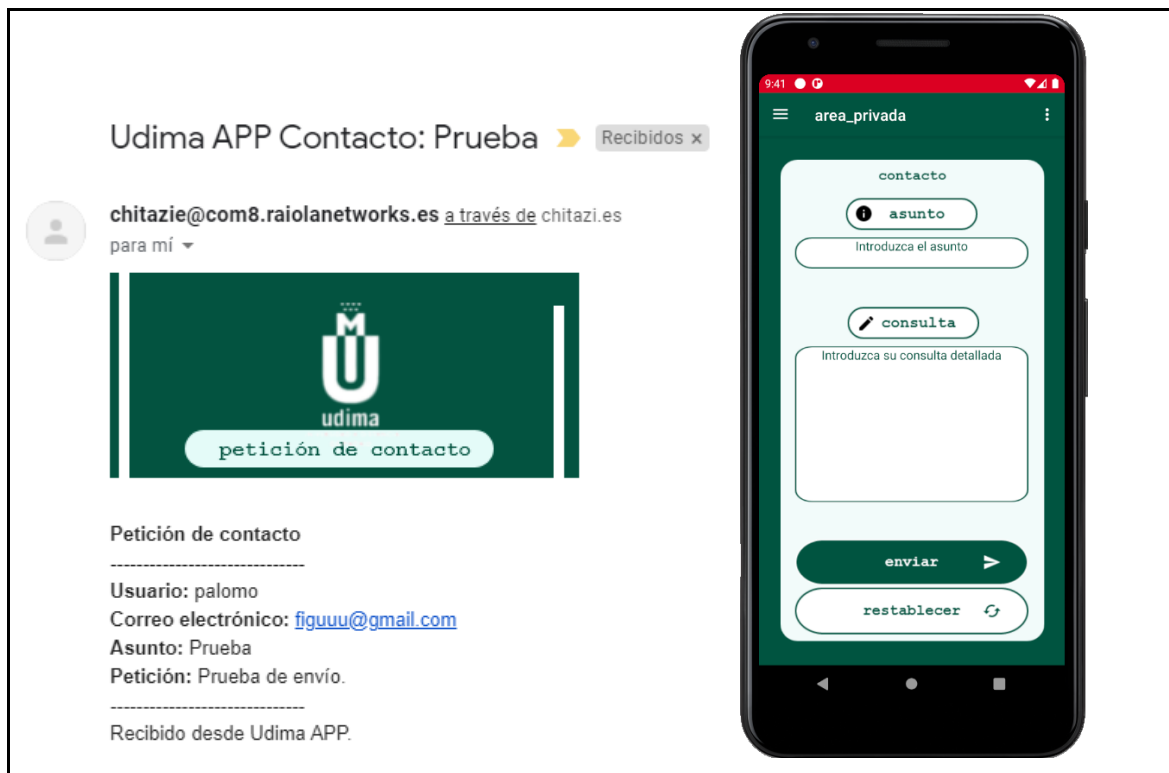 Udima APP Contacto: Prueba
Recibidos x
chitazie@com8.raiolanetworks.es a través de chitazi.es
para mí
udima
petición de contacto
Petición de contacto
------------------------------
Usuario: palomo
Correo electrónico: figuuu@gmail.com
Asunto: Prueba
Petición: Prueba de envío.
------------------------------
Recibido desde Udima APP.
9:41
area_privada
contacto
asunto
Introduzca el asunto
consulta
Introduzca su consulta detallada
enviar
restablecer